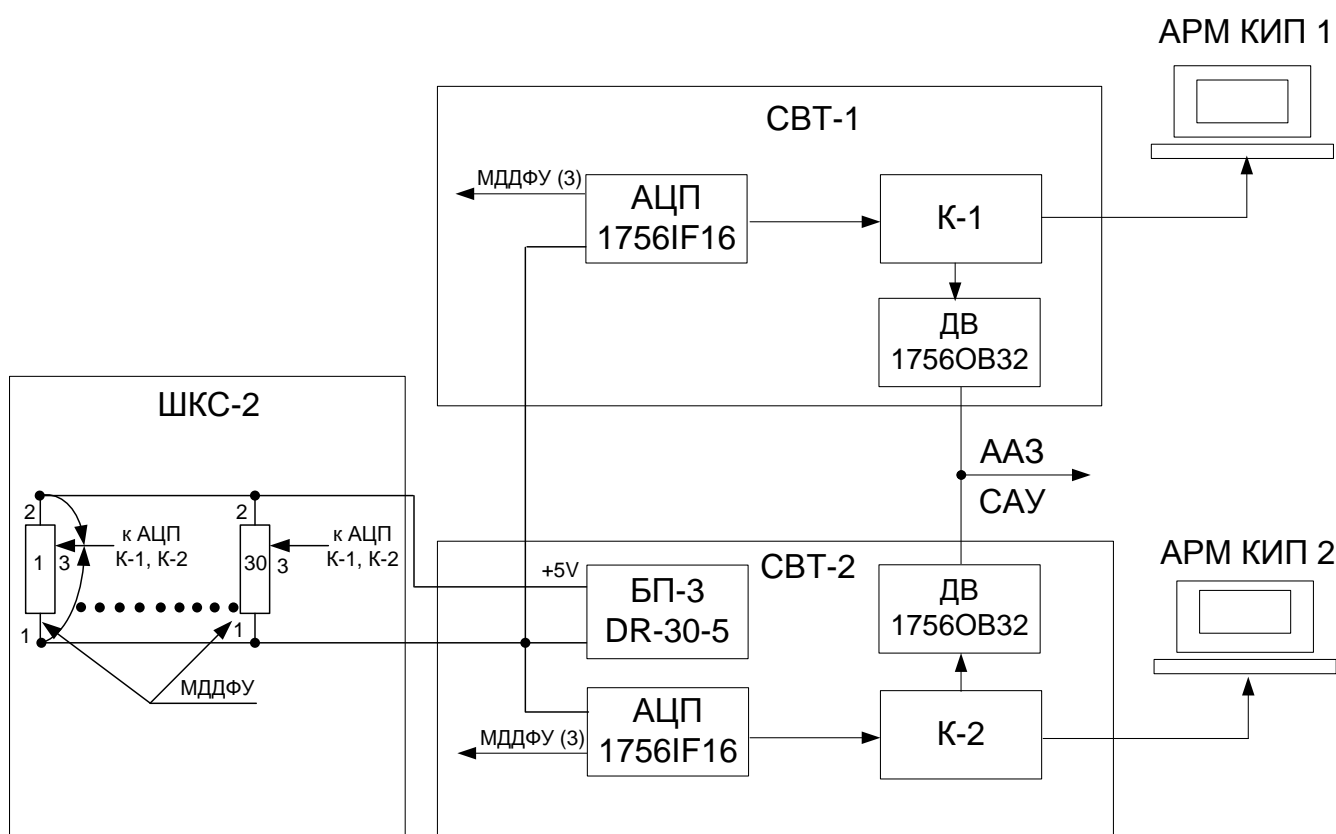 АРМ КИП 1
СВТ-1
МДДФУ (3)
АЦП
1756IF16
К-1
ДВ
1756OB32
ШКС-2
ААЗ
САУ
2
1
3
1
к АЦП
К-1, К-2
2
30
3
1
к АЦП
К-1, К-2
МДДФУ
АРМ КИП 2
СВТ-2
+5V
БП-3
DR-30-5
ДВ
1756OB32
МДДФУ (3)
АЦП
1756IF16
К-2